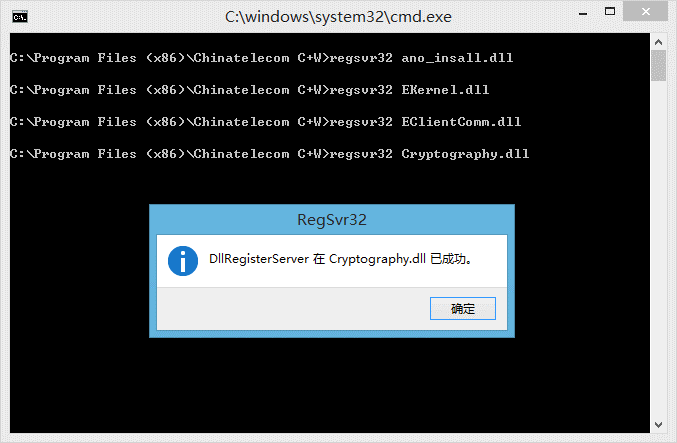 C:\windows\system32\cmd.exe
C:\Program Files (x86)\Chinatelecom C+W>regsvr32 ano_insall.dll
C:\Program Files (x86)\Chinatelecom C+W>regsvr32 EKernel.dll
C:\Program Files (x86)\Chinatelecom C+W>regsvr32 EClientComm.dll
C:\Program Files (x86)\Chinatelecom C+W>regsvr32 Cryptography.dll
RegSvr32
DllRegisterServer 在 Cryptography.dll 已成功。
确定